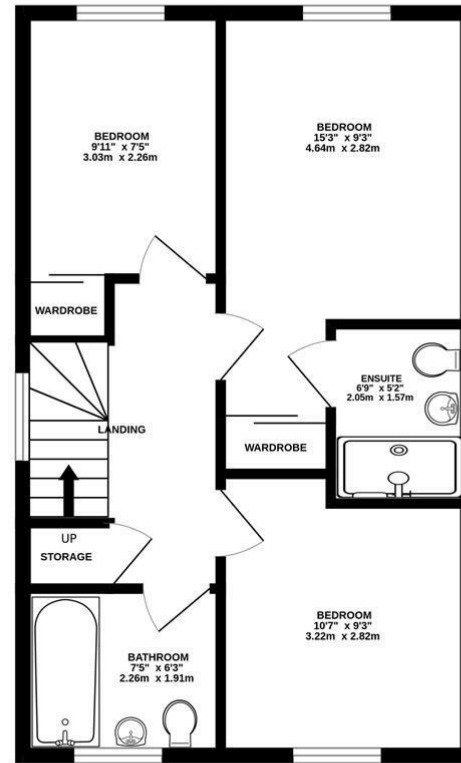 BEDROOM
9'11" x 7'5"
3.03m x 2.26m
BEDROOM
15'3" x 9'3"
4.64m x 2.82m
WARDROBE
ENSUITE
6'9" x 5'2"
2.05m x 1.57m
LANDING
WARDROBE
UP
STORAGE
BEDROOM
10'7" x 9'3"
3.22m x 2.82m
BATHROOM
7'5" x 6'3"
2.26m x 1.91m